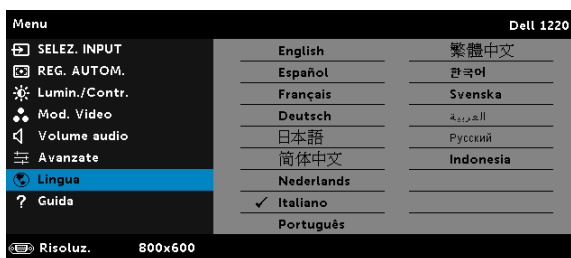 Menu
Dell 1220
SELEZ. INPUT
REG. AUTOM.
Lumin./Contr.
Mod. Video
Volume audio
Avanzate
Lingua
Guida
English
Español
Français
Deutsch
日本語
简体中文
Nederlands
Italiano
Português
繁體中文
한국어
Svenska
العربية
Русский
Indonesia
Risoluz. 800x600